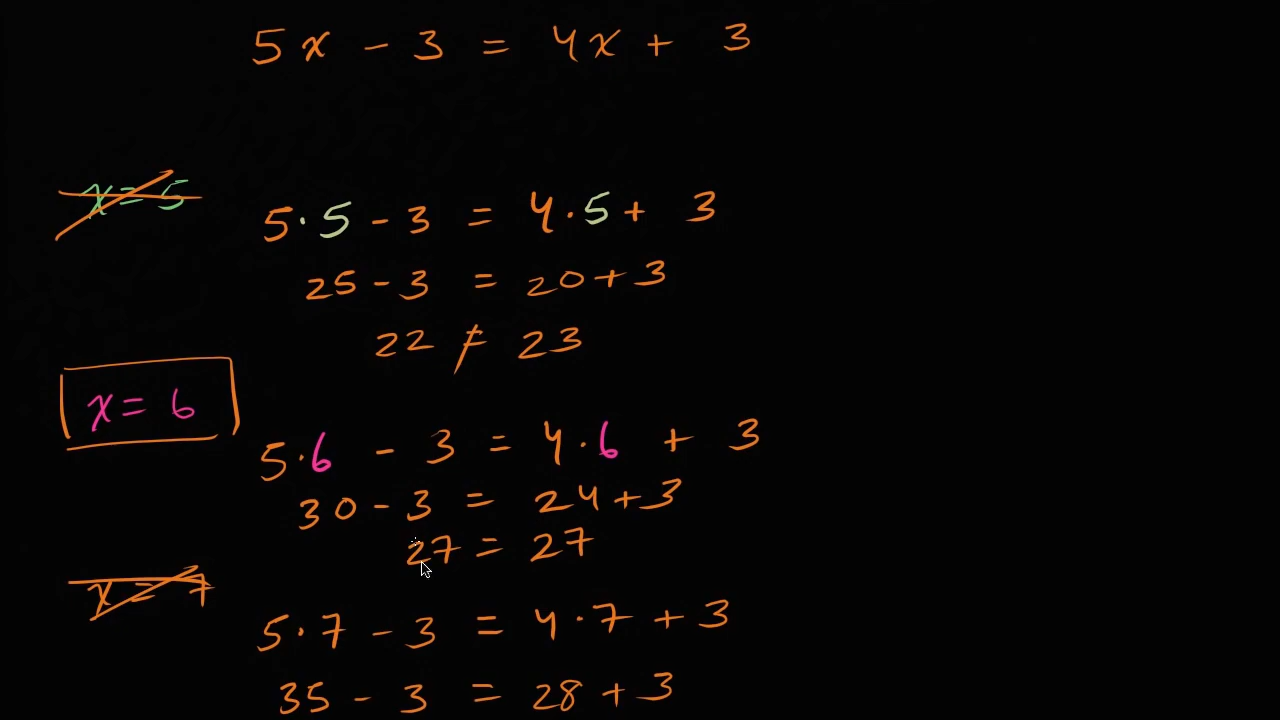 5x - 3 = 4x + 3
x = 5
5·5 - 3 = 4·5 + 3
25 - 3 = 20 + 3
22 ≠ 23
x = 6
5·6 - 3 = 4·6 + 3
30 - 3 = 24 + 3
27 = 27
x = 7
5·7 - 3 = 4·7 + 3
35 - 3 = 28 + 3